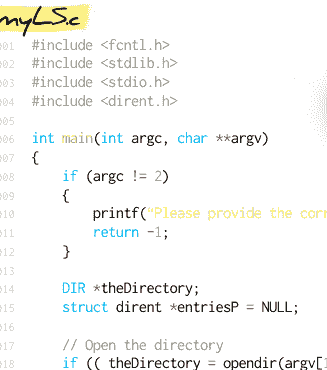 myLS.c
001 #include <fcntl.h>
002 #include <stdlib.h>
003 #include <stdio.h>
004 #include <dirent.h>
005
006 int main(int argc, char **argv)
007 {
008     if (argc != 2)
009     {
010         printf("Please provide the corr
011         return -1;
012     }
013
014     DIR *theDirectory;
015     struct dirent *entriesP = NULL;
016
017     // Open the directory
018     if (( theDirectory = opendir(argv[1